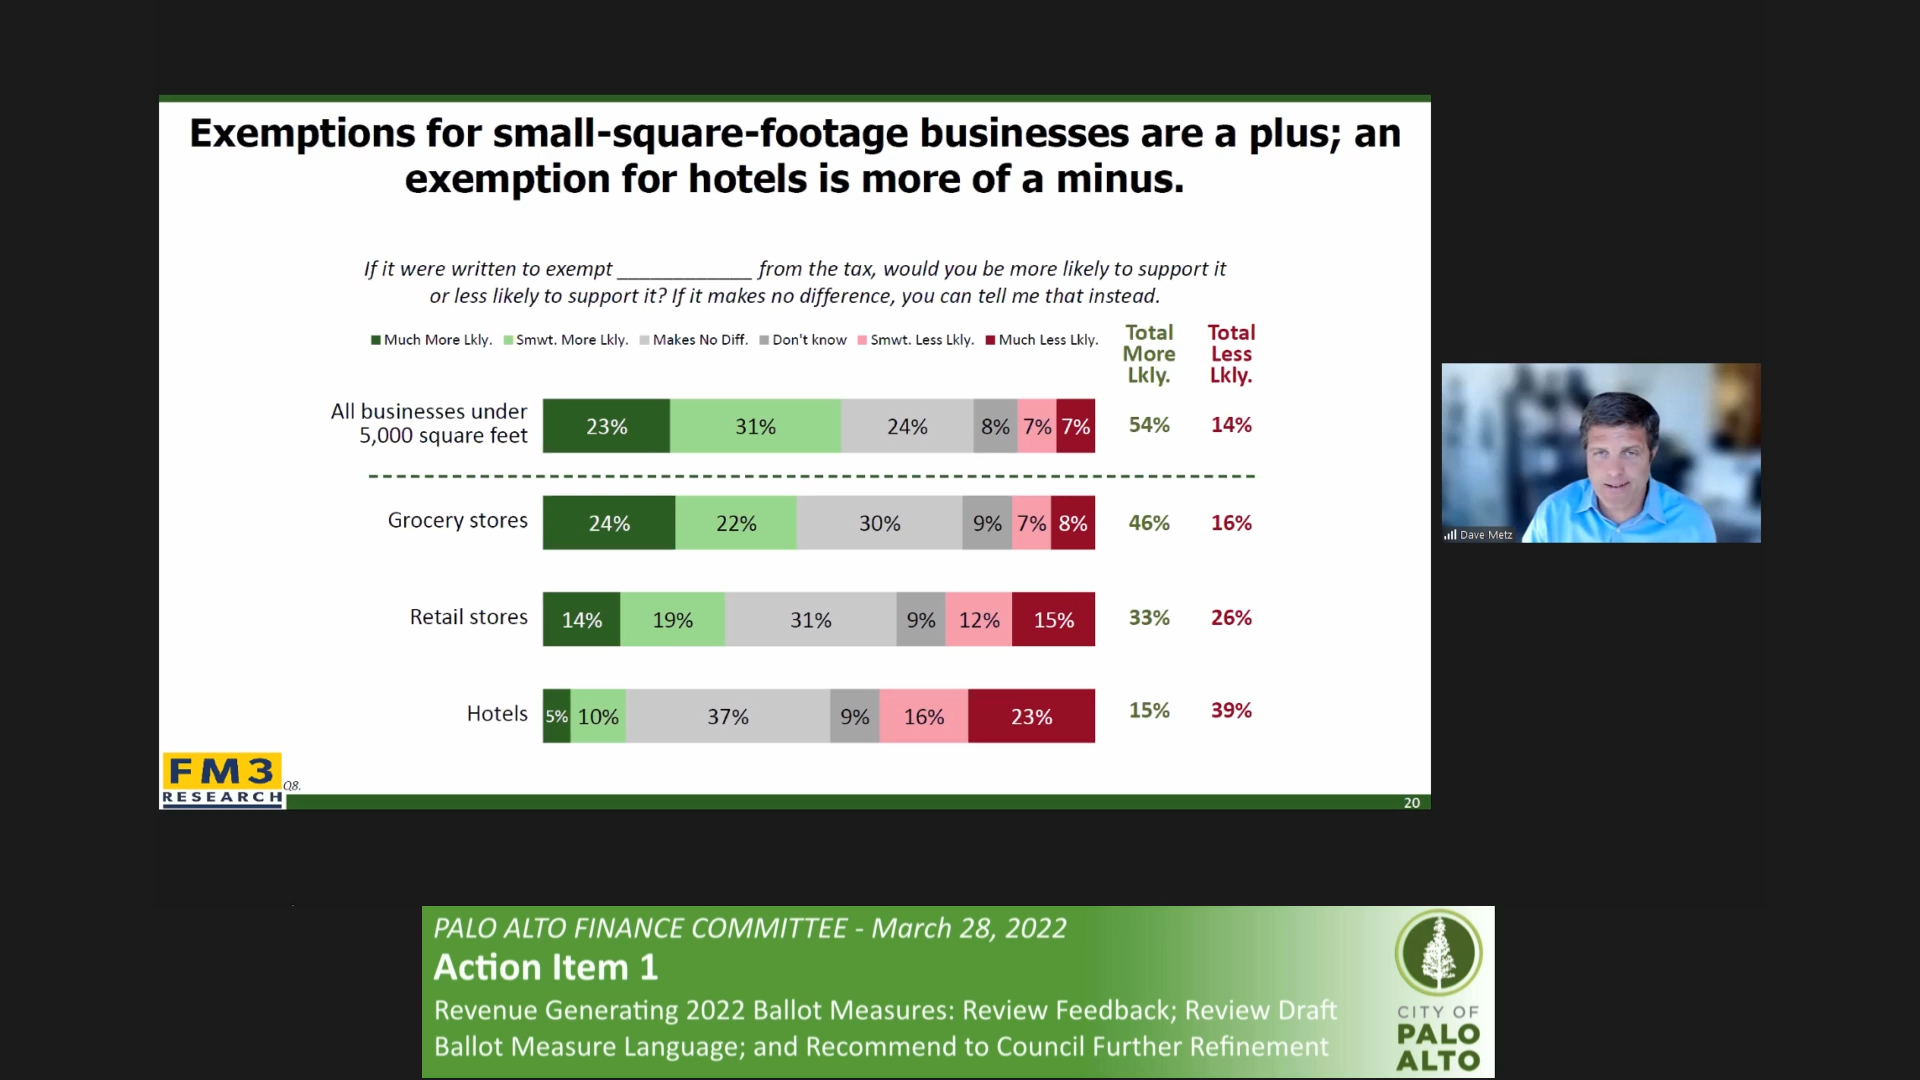 Exemptions for small-square-footage businesses are a plus; an
exemption for hotels is more of a minus.
If it were written to exempt ____________ from the tax, would you be more likely to support it
or less likely to support it? If it makes no difference, you can tell me that instead.
Much More Lkly. Smwt. More Lkly. Makes No Diff. Don't know Smwt. Less Lkly. Much Less Lkly.
Total More Lkly.
Total Less Lkly.
All businesses under
5,000 square feet
23% 31% 24% 8% 7% 7% 54% 14%
Grocery stores 24% 22% 30% 9% 7% 8% 46% 16%
Retail stores 14% 19% 31% 9% 12% 15% 33% 26%
Hotels 5% 10% 37% 9% 16% 23% 15% 39%
FM3
RESEARCH
Q8.
20
Dave Metz
PALO ALTO FINANCE COMMITTEE - March 28, 2022
Action Item 1
Revenue Generating 2022 Ballot Measures: Review Feedback; Review Draft
Ballot Measure Language; and Recommend to Council Further Refinement
CITY OF
PALO
ALTO